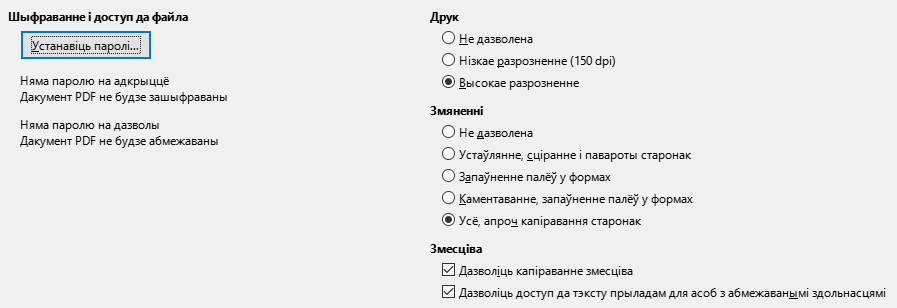 Шыфраванне і доступ да файла
Устанавіць паролі...
Няма паролю на адкрыццё
Дакумент PDF не будзе зашыфраваны
Няма паролю на дазволы
Дакумент PDF не будзе абмежаваны
Друк
Не дазволена
Нізкае разрозненне (150 dpi)
Высокае разрозненне
Змяненні
Не дазволена
Устаўлянне, сціранне і павароты старонак
Запаўненне палёў у формах
Каментаванне, запаўненне палёў у формах
Усё, апроч капіравання старонак
Змесціва
Дазволіць капіраванне змесціва
Дазволіць доступ да тэксту прыладам для асоб з абмежаванымі здольнасцямі